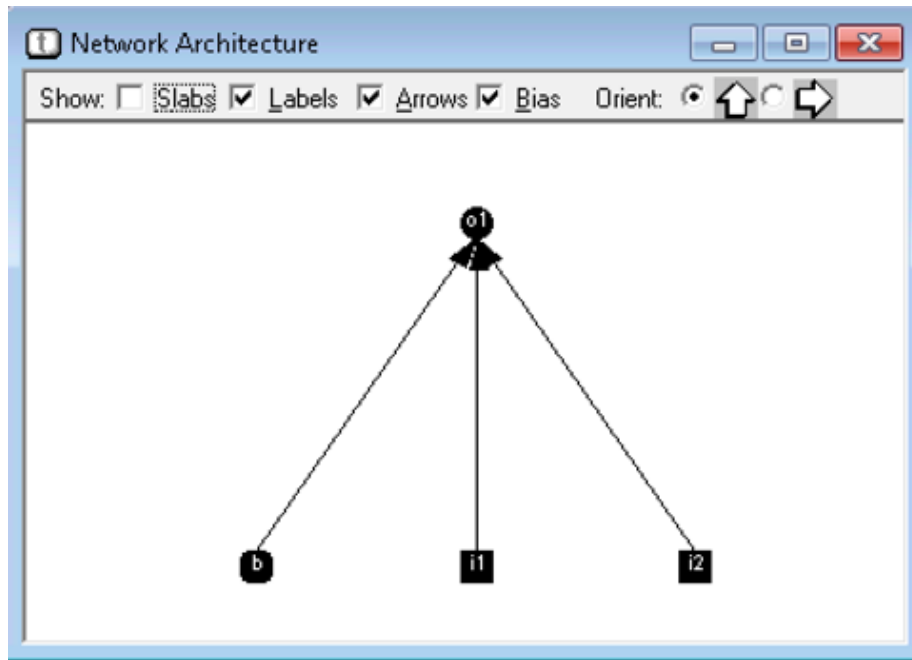 t Network Architecture
Show: Slabs Labels Arrows Bias Orient:
o1
b i1 i2